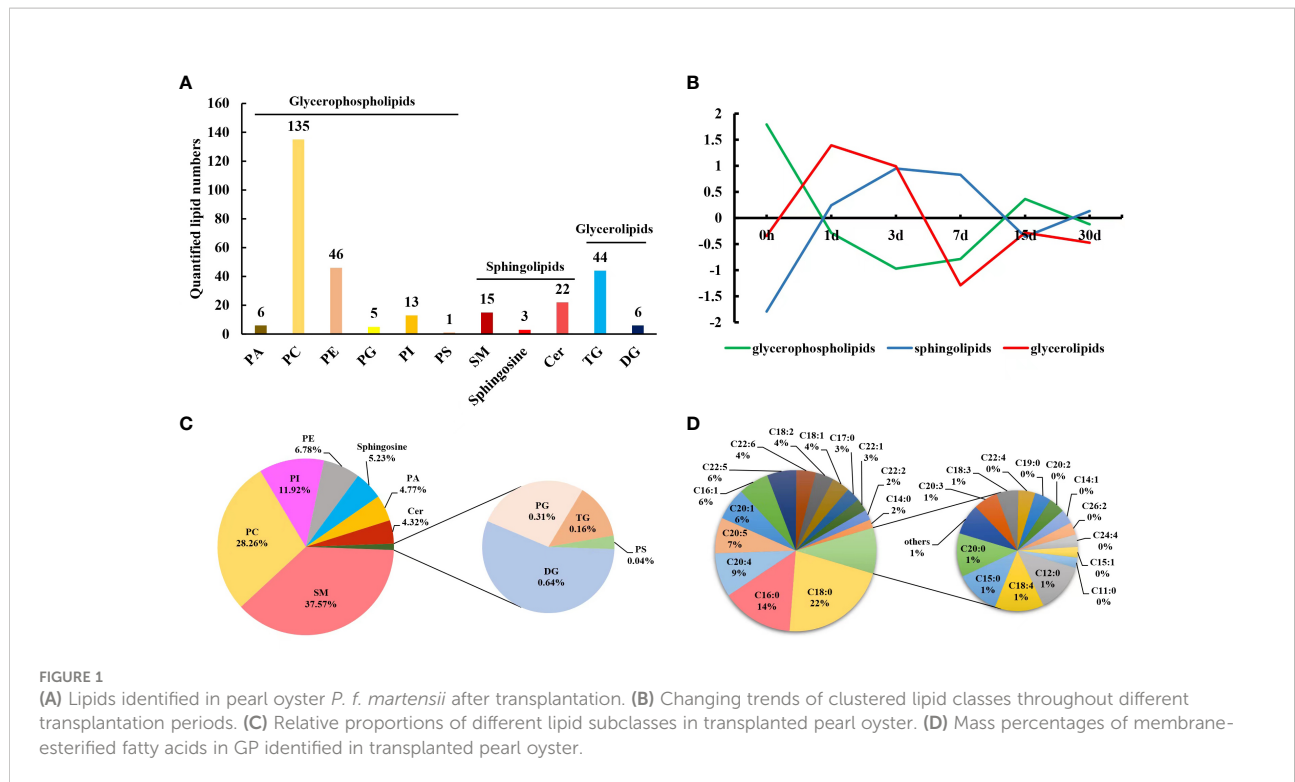 A
Glycerophospholipids
Quantified lipid numbers
160
140
120
100
80
60
40
20
0
6
135
46
5
13
1
Sphingolipids
15
3
22
Glycerolipids
44
6
PA
PC
PE
PG
PI
PS
SM
Sphingosine
Cer
TG
DG
B
2
1.5
1
0.5
0
-0.5
-1
-1.5
-2
0h
1d
3d
7d
15d
30d
glycerophospholipids
sphingolipids
glycerolipids
C
PE
6.78%
Sphingosine
5.23%
PI
11.92%
PA
4.77%
Cer
4.32%
PC
28.26%
SM
37.57%
PG
0.31%
TG
0.16%
PS
0.04%
DG
0.64%
D
C18:2
4%
C18:1
4%
C17:0
3%
C22:1
3%
C22:6
4%
C22:5
6%
C22:2
2%
C16:1
6%
C14:0
2%
C20:1
6%
C20:5
7%
C20:4
9%
C16:0
14%
C18:0
22%
C22:4
0%
C19:0
0%
C20:2
0%
C18:3
1%
C20:3
1%
C14:1
0%
C26:2
0%
others
1%
C24:4
0%
C20:0
1%
C15:1
0%
C15:0
1%
C18:4
1%
C12:0
1%
C11:0
0%
FIGURE 1
(A) Lipids identified in pearl oyster P. f. martensii after transplantation. (B) Changing trends of clustered lipid classes throughout different
transplantation periods. (C) Relative proportions of different lipid subclasses in transplanted pearl oyster. (D) Mass percentages of membrane-
esterified fatty acids in GP identified in transplanted pearl oyster.